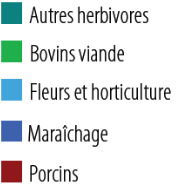 Autres herbivores
Bovins viande
Fleurs et horticulture
Maraîchage
Porcins